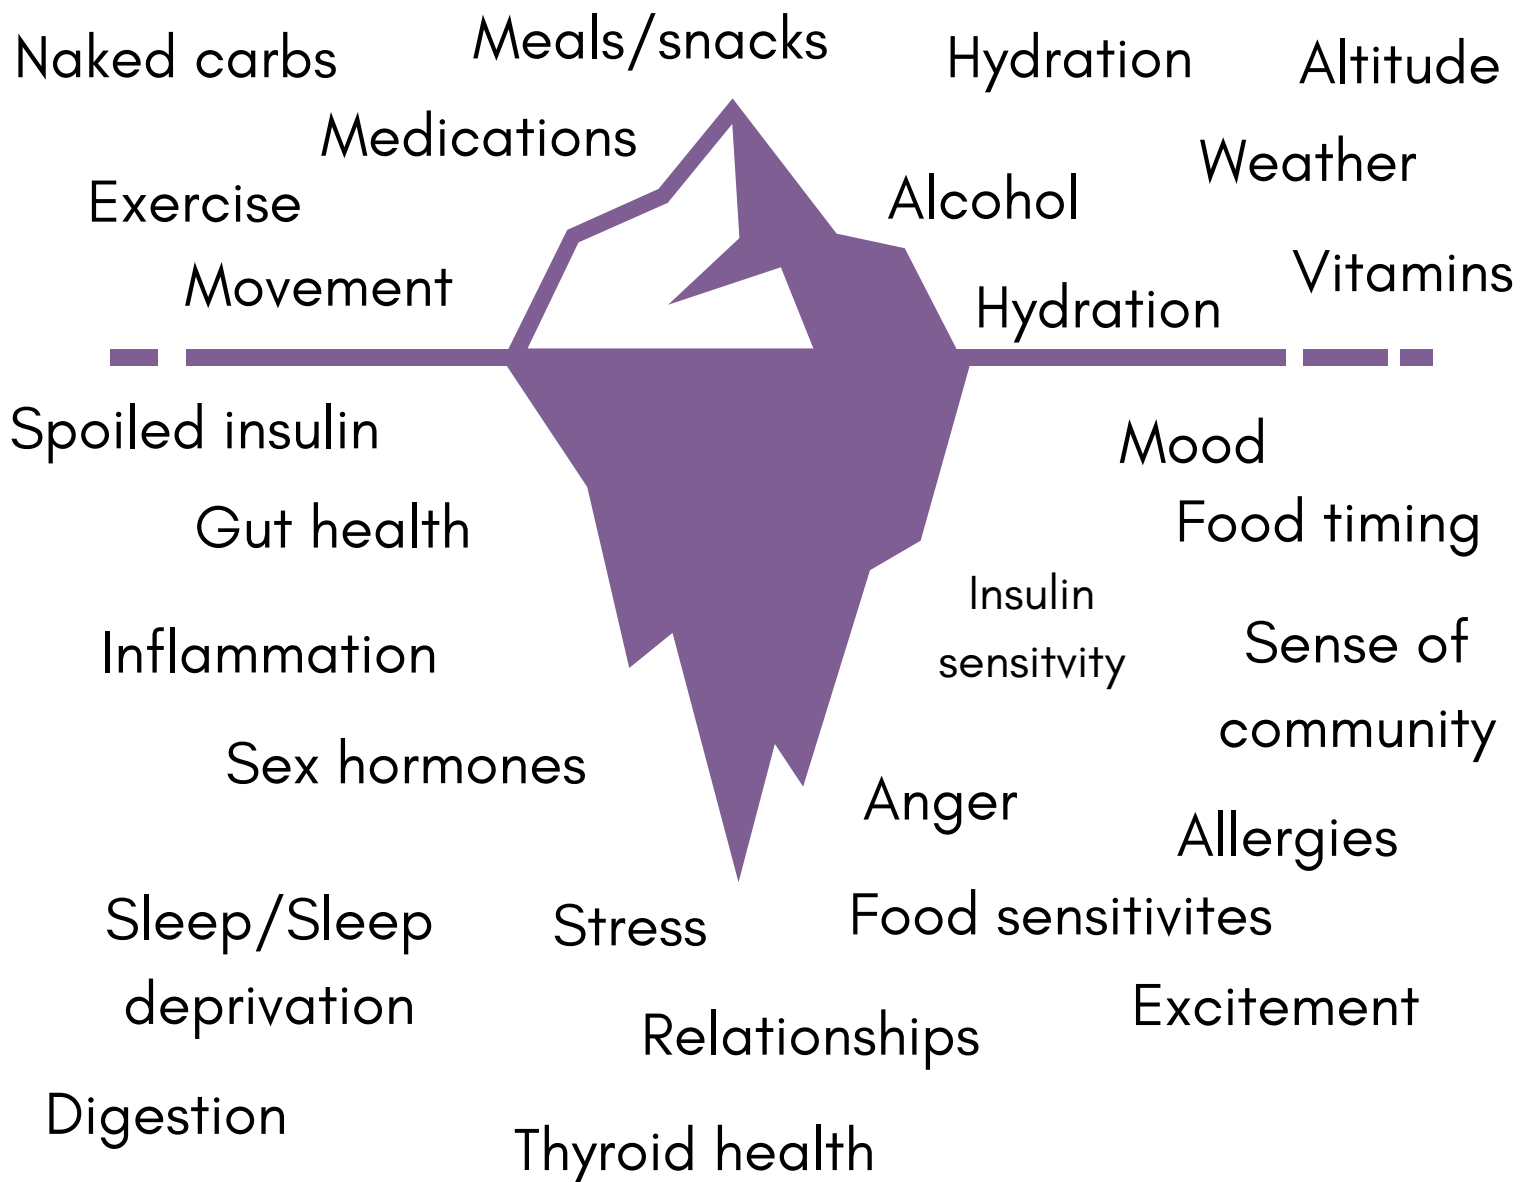 Naked carbs
Meals/snacks
Hydration
Altitude
Medications
Weather
Exercise
Alcohol
Movement
Vitamins
Hydration
Spoiled insulin
Mood
Gut health
Food timing
Insulin
sensitvity
Inflammation
Sense of
community
Sex hormones
Anger
Allergies
Sleep/Sleep
deprivation
Stress
Food sensitivites
Excitement
Relationships
Digestion
Thyroid health